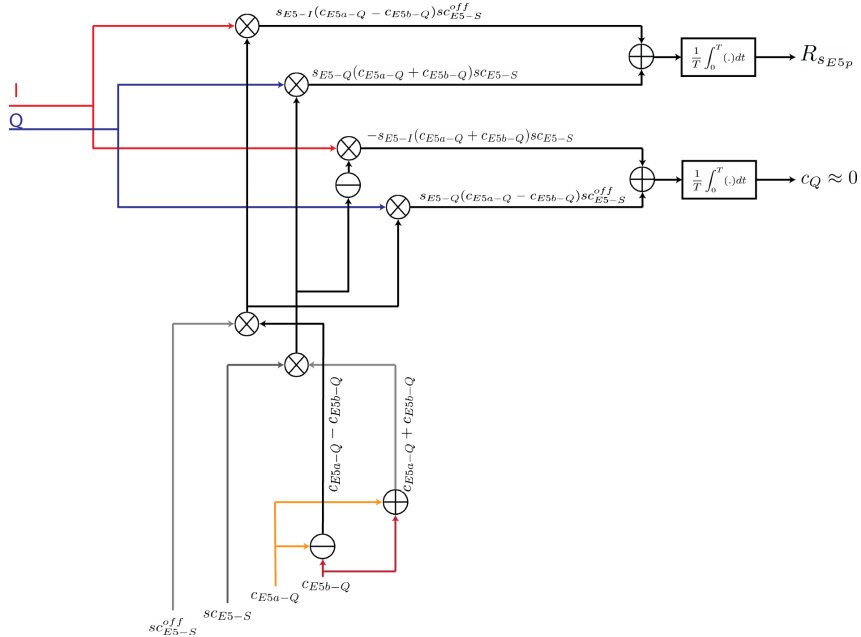 s_{E5-I}(c_{E5a-Q} - c_{E5b-Q})sc^{off}_{E5-S}
\frac{1}{T}\int_0^T(.)dt
R_{s_{E5p}}
s_{E5-Q}(c_{E5a-Q} + c_{E5b-Q})sc_{E5-S}
I
Q
-s_{E5-I}(c_{E5a-Q} + c_{E5b-Q})sc_{E5-S}
\frac{1}{T}\int_0^T(.)dt
c_Q ≈ 0
s_{E5-Q}(c_{E5a-Q} - c_{E5b-Q})sc^{off}_{E5-S}
c_{E5a-Q} - c_{E5b-Q}
c_{E5a-Q} + c_{E5b-Q}
c_{E5b-Q}
c_{E5a-Q}
sc_{E5-S}
sc^{off}_{E5-S}